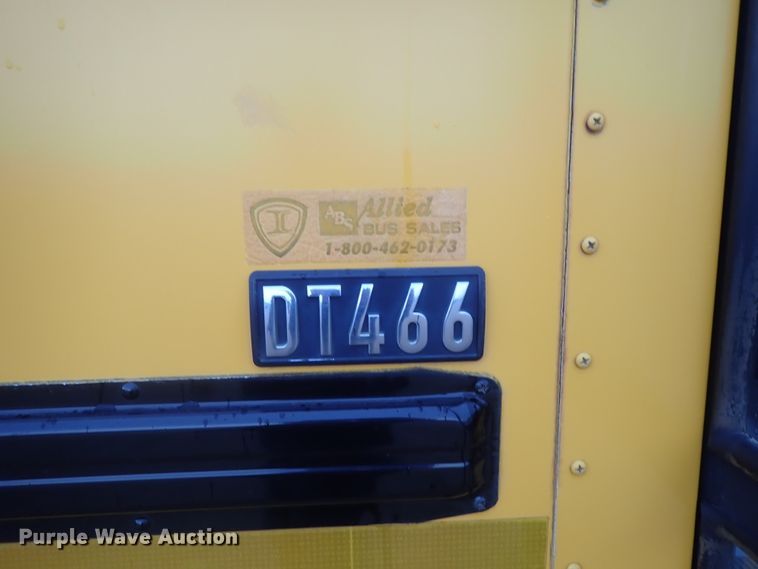 I
ABS Allied
BUS SALES
1-800-462-0173
DT466
Purple Wave Auction